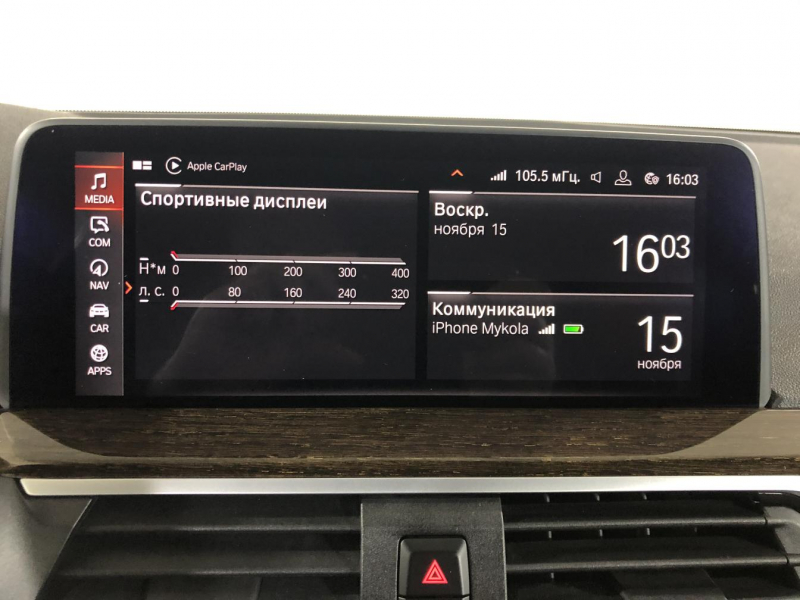 Apple CarPlay
105.5 мГц. 16:03
MEDIA
COM
NAV
CAR
APPS
Спортивные дисплеи
Н*м 0 100 200 300 400
л. с. 0 80 160 240 320
Воскр.
ноября 15
1603
Коммуникация
iPhone Mykola
15
ноября